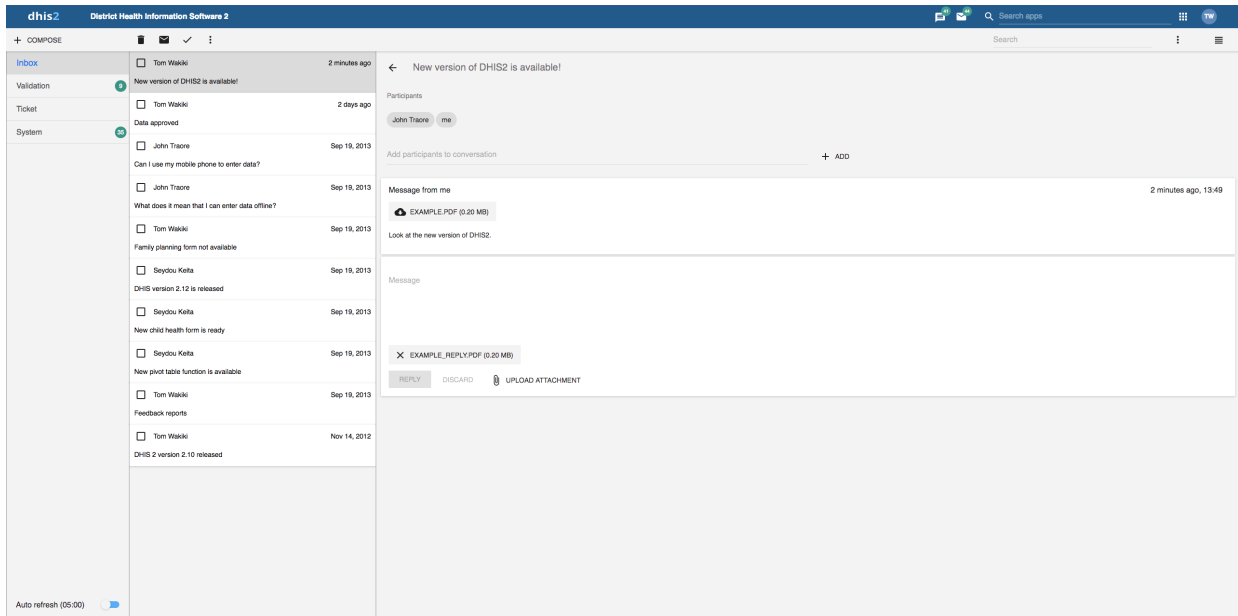 dhis2 District Health Information Software 2 Search apps TW
+ COMPOSE Search
Inbox
Validation 9
Ticket
System
Auto refresh (05:00)
Tom Wakiki 2 minutes ago
New version of DHIS2 is available!
Tom Wakiki 2 days ago
Data approved
John Traore Sep 19, 2013
Can I use my mobile phone to enter data?
John Traore Sep 19, 2013
What does it mean that I can enter data offline?
Tom Wakiki Sep 19, 2013
Family planning form not available
Seydou Keita Sep 19, 2013
DHIS version 2.12 is released
Seydou Keita Sep 19, 2013
New child health form is ready
Seydou Keita Sep 19, 2013
New pivot table function is available
Tom Wakiki Sep 19, 2013
Feedback reports
Tom Wakiki Nov 14, 2012
DHIS 2 version 2.10 released
New version of DHIS2 is available!
Participants
John Traore me
Add participants to conversation + ADD
Message from me 2 minutes ago, 13:49
EXAMPLE.PDF (0.20 MB)
Look at the new version of DHIS2.
Message
EXAMPLE_REPLY.PDF (0.20 MB)
REPLY DISCARD UPLOAD ATTACHMENT